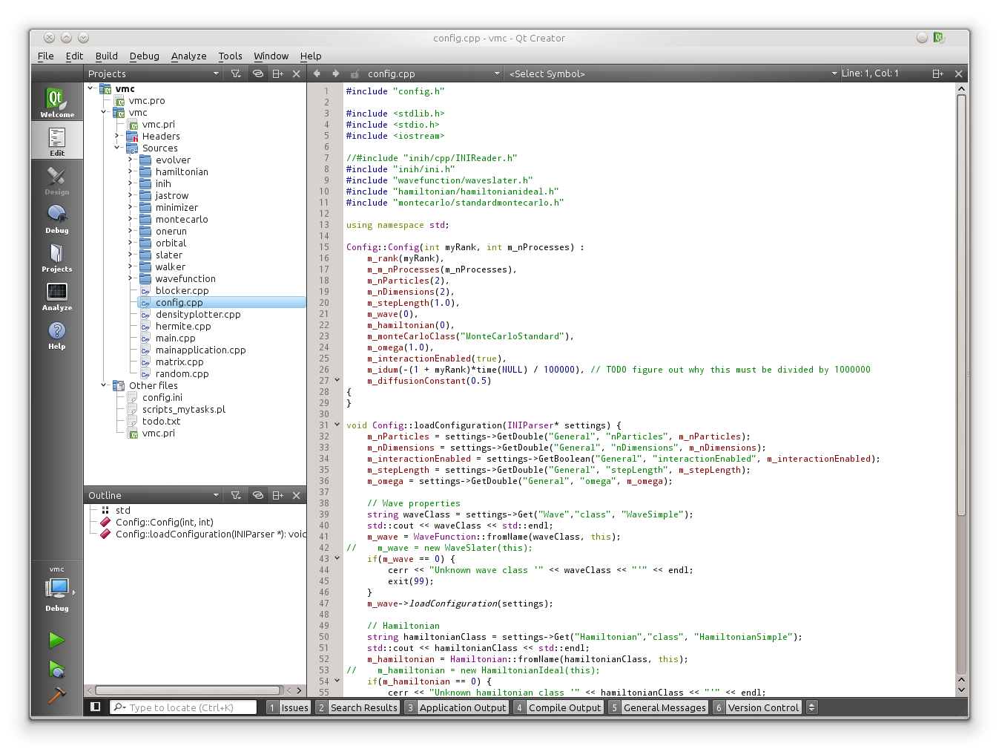 config.cpp - vmc - Qt Creator
File Edit Build Debug Analyze Tools Window Help
Projects
config.cpp
<Select Symbol>
Line: 1, Col: 1
Qt
Welcome
Edit
Design
Debug
Projects
Analyze
Help
vmc
Debug
vmc
vmc.pro
vmc
vmc.pri
Headers
Sources
evolver
hamiltonian
inih
jastrow
minimizer
montecarlo
onerun
orbital
slater
walker
wavefunction
blocker.cpp
config.cpp
densityplotter.cpp
hermite.cpp
main.cpp
mainapplication.cpp
matrix.cpp
random.cpp
Other files
config.ini
scripts_mytasks.pl
todo.txt
vmc.pri
Outline
std
Config::Config(int, int)
Config::loadConfiguration(INIParser *): void
1 #include "config.h"
2
3 #include <stdlib.h>
4 #include <stdio.h>
5 #include <iostream>
6
7 //#include "inih/cpp/INIReader.h"
8 #include "inih/ini.h"
9 #include "wavefunction/waveslater.h"
10 #include "hamiltonian/hamiltonianideal.h"
11 #include "montecarlo/standardmontecarlo.h"
12
13 using namespace std;
14
15 Config::Config(int myRank, int m_nProcesses) :
16 m_rank(myRank),
17 m_m_nProcesses(m_nProcesses),
18 m_nParticles(2),
19 m_nDimensions(2),
20 m_stepLength(1.0),
21 m_wave(0),
22 m_hamiltonian(0),
23 m_monteCarloClass("MonteCarloStandard"),
24 m_omega(1.0),
25 m_interactionEnabled(true),
26 m_idum(-(1 + myRank)*time(NULL) / 100000), // TODO figure out why this must be divided by 1000000
27 m_diffusionConstant(0.5)
28 {
29 }
30
31 void Config::loadConfiguration(INIParser* settings) {
32 m_nParticles = settings->GetDouble("General", "nParticles", m_nParticles);
33 m_nDimensions = settings->GetDouble("General", "nDimensions", m_nDimensions);
34 m_interactionEnabled = settings->GetBoolean("General", "interactionEnabled", m_interactionEnabled);
35 m_stepLength = settings->GetDouble("General", "stepLength", m_stepLength);
36 m_omega = settings->GetDouble("General", "omega", m_omega);
37
38 // Wave properties
39 string waveClass = settings->Get("Wave","class", "WaveSimple");
40 std::cout << waveClass << std::endl;
41 m_wave = WaveFunction::fromName(waveClass, this);
42 // m_wave = new WaveSlater(this);
43 if(m_wave == 0) {
44 cerr << "Unknown wave class '" << waveClass << "'" << endl;
45 exit(99);
46 }
47 m_wave->loadConfiguration(settings);
48
49 // Hamiltonian
50 string hamiltonianClass = settings->Get("Hamiltonian","class", "HamiltonianSimple");
51 std::cout << hamiltonianClass << std::endl;
52 m_hamiltonian = Hamiltonian::fromName(hamiltonianClass, this);
53 // m_hamiltonian = new HamiltonianIdeal(this);
54 if(m_hamiltonian == 0) {
55 cerr << "Unknown hamiltonian class '" << hamiltonianClass << "'" << endl;
Type to locate (Ctrl+K)
1 Issues
2 Search Results
3 Application Output
4 Compile Output
5 General Messages
6 Version Control